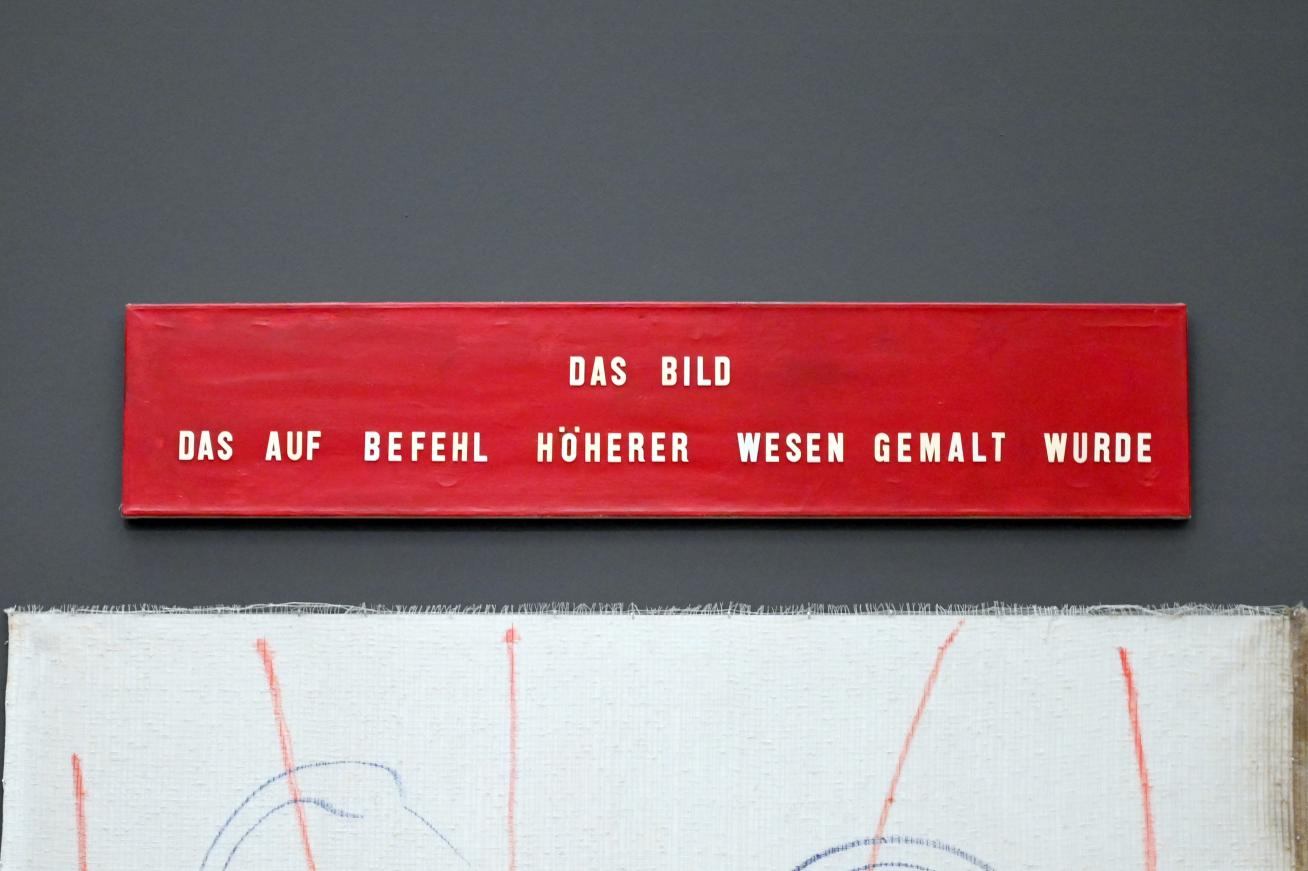 DAS BILD
DAS AUF BEFEHL HÖHERER WESEN GEMALT WURDE